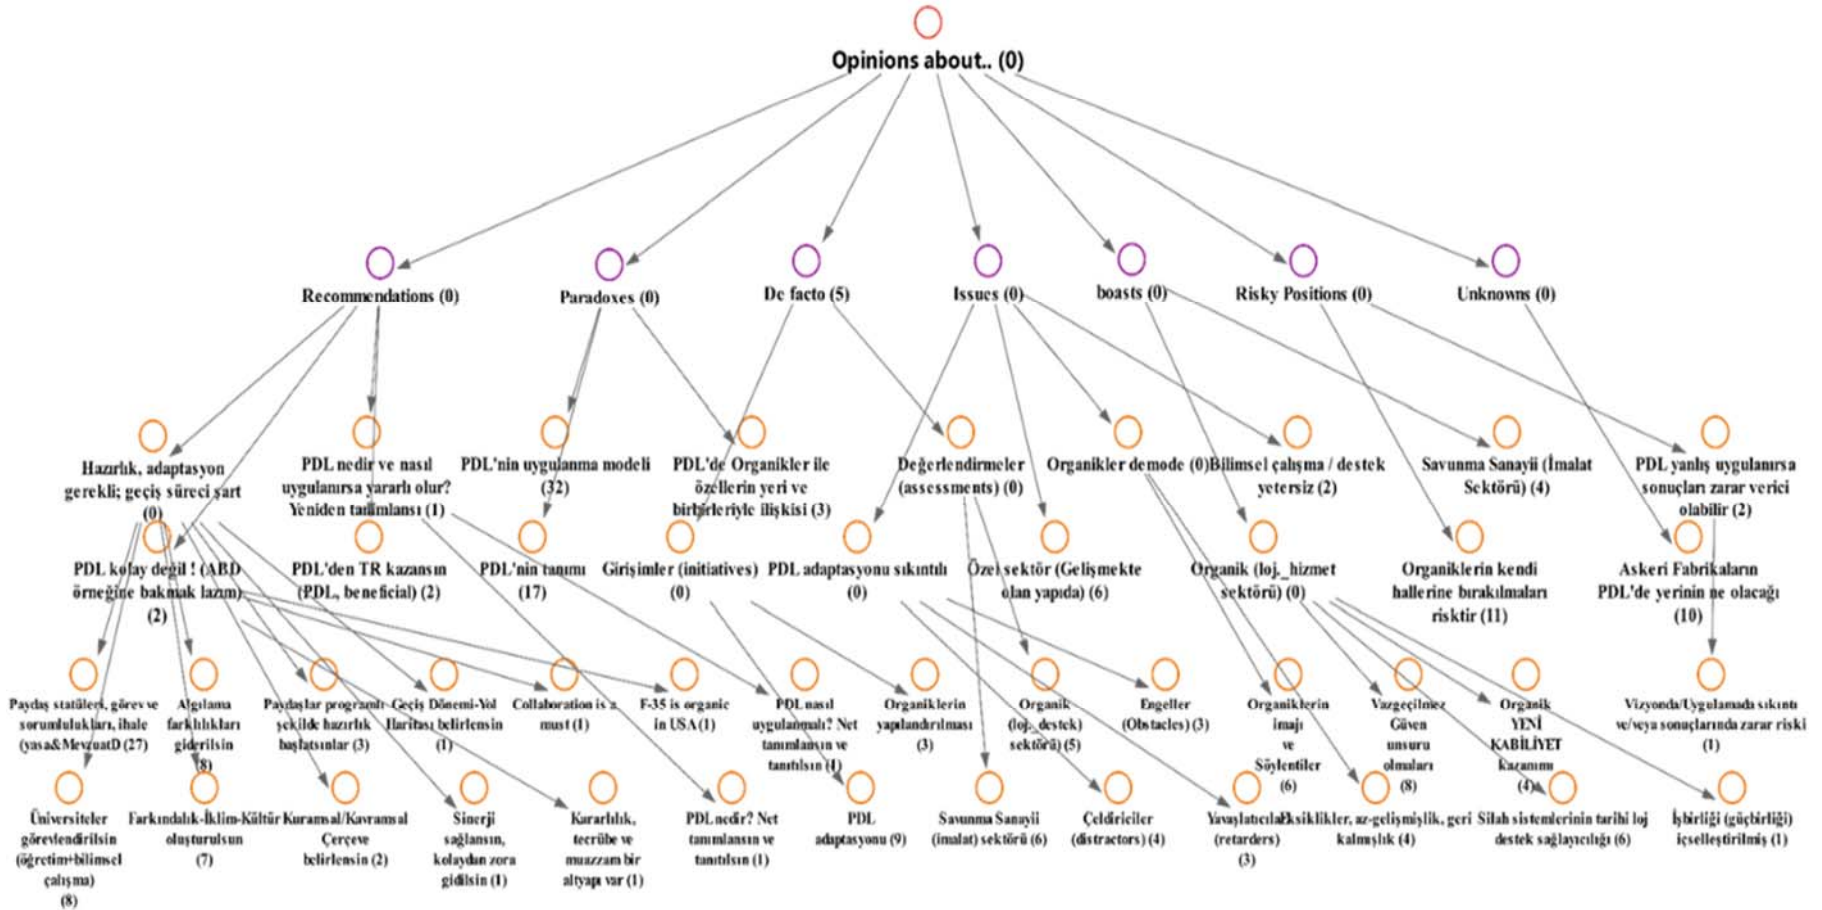 Opinions about.. (0)
Recommendations (0)
Paradoxes (0)
De facto (5)
Issues (0)
boasts (0)
Risky Positions (0)
Unknowns (0)
Hazırlık, adaptasyon
gerekli; geçiş süreci şart
(0)
PDL nedir ve nasıl
uygulanırsa yararlı olur?
Yeniden tanımlansı (1)
PDL'nin uygulanma modeli
(32)
PDL'de Organikler ile
özellerin yeri ve
birbirleriyle ilişkisi (3)
Değerlendirmeler
(assessments) (0)
Organikler demode (0)
Bilimsel çalışma / destek
yetersiz (2)
Savunma Sanayii (İmalat
Sektörü) (4)
PDL yanlış uygulanırsa
sonuçları zarar verici
olabilir (2)
PDL kolay değil ! (ABD
örneğine bakmak lazım)
(2)
PDL'den TR kazansın
(PDL, beneficial) (2)
PDL'nin tanımı
(17)
Girişimler (initiatives)
(0)
PDL adaptasyonu sıkıntılı
(0)
Özel sektör (Gelişmekte
olan yapıda) (6)
Organik (loj._hizmet
sektörü) (0)
Organiklerin kendi
hallerine bırakılmaları
risktir (11)
Askeri Fabrikaların
PDL'de yerinin ne olacağı
(10)
Paydaş statüleri, görev ve
sorumlulukları, ihale
(yasa&MevzuatD (27)
Algılama
farklılıkları
giderilsin
(8)
Paydaşlar programlı
şekilde hazırlık
başlatsınlar (3)
Geçiş Dönemi-Yol
Haritası belirlensin
(1)
Collaboration is a
must (1)
F-35 is organic
in USA (1)
PDL nasıl
uygulanmalı? Net
tanımlansın ve
tanıtılsın (1)
Organiklerin
yapılandırılması
(3)
Organik
(loj._destek)
sektörü) (5)
Engeller
(Obstacles) (3)
Organiklerin
imajı
ve
Söylentiler
(6)
Vazgeçilmez
Güven
unsuru
olmaları
(8)
Organik
YENİ
KABİLİYET
kazanımı
(4)
Vizyonda/Uygulamada sıkıntı
ve/veya sonuçlarında zarar riski
(1)
Üniversiteler
görevlendirilsin
(öğretim+bilimsel
çalışma)
(8)
Farkındalık-İklim-Kültür
oluşturulsun
(7)
Kuramsal/Kavramsal
Çerçeve
belirlensin (2)
Sinerji
sağlansın,
kolaydan zora
gidilsin (1)
Kararlılık,
tecrübe ve
muazzam bir
altyapı var (1)
PDL nedir? Net
tanımlansın ve
tanıtılsın (1)
PDL
adaptasyonu (9)
Savunma Sanayii
(imalat) sektörü (6)
Çeldiriciler
(distractors) (4)
(retarders)
(3)
Eksiklikler, az-gelişmişlik, geri
kalmışlık (4)
Silah sistemlerinin tarihi loj
destek sağlayıcılığı (6)
İşbirliği (güçbirliği)
içselleştirilmiş (1)